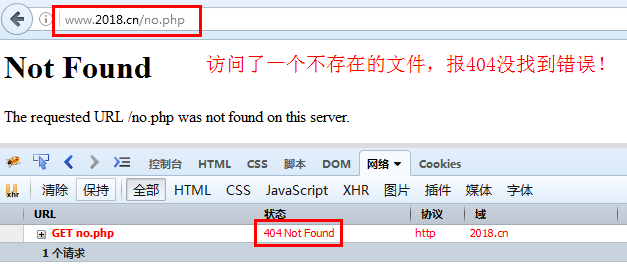 www.2018.cn/no.php
Not Found
访问了一个不存在的文件，报404没找到错误！
The requested URL /no.php was not found on this server.
控制台 HTML CSS 脚本 DOM 网络 Cookies
xhr 清除 保持 全部 HTML CSS JavaScript XHR 图片 插件 媒体 字体
URL 状态 协议 域
GET no.php 404 Not Found http 2018.cn
1 个请求